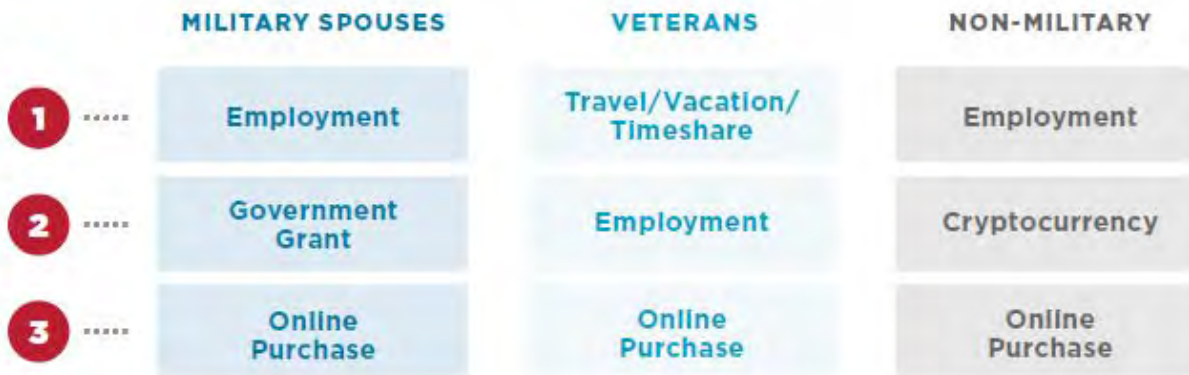 MILITARY SPOUSES VETERANS NON-MILITARY
1 Employment Travel/Vacation/
Timeshare Employment
2 Government
Grant Employment Cryptocurrency
3 Online
Purchase Online
Purchase Online
Purchase